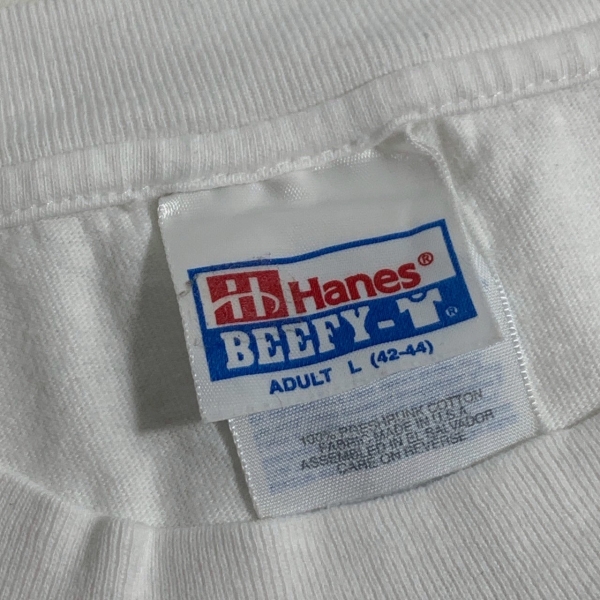 Hanes®
BEEFY-T®
ADULT L (42-44)
100% PRESHRUNK COTTON
FABRIC MADE IN U.S.A
ASSEMBLED IN EL SALVADOR
CARE ON REVERSE